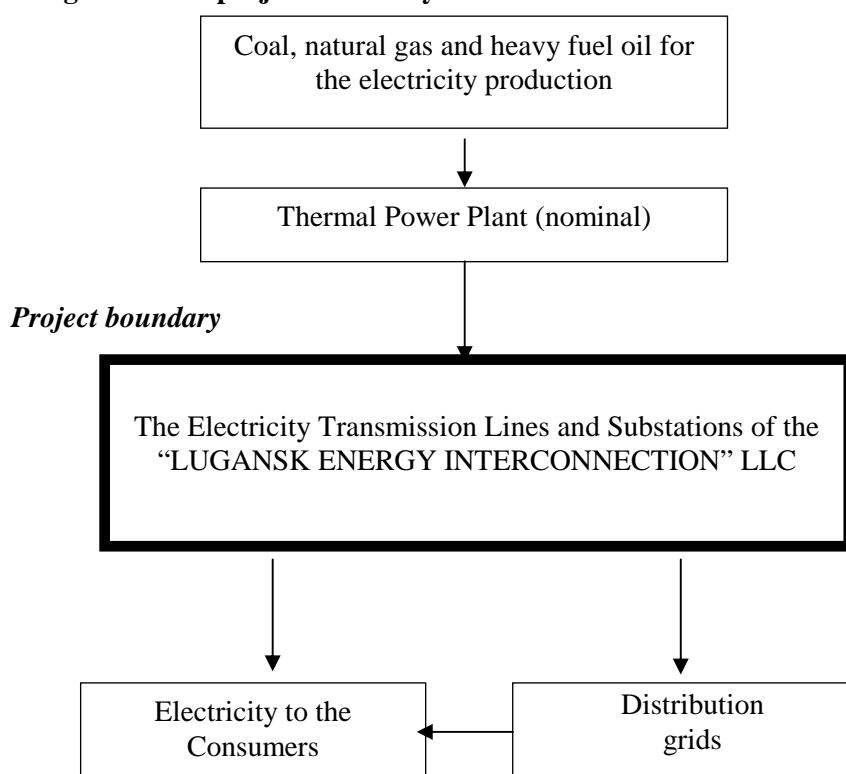 Coal, natural gas and heavy fuel oil for
the electricity production
Thermal Power Plant (nominal)
Project boundary
The Electricity Transmission Lines and Substations of the
“LUGANSK ENERGY INTERCONNECTION” LLC
Electricity to the
Consumers
Distribution
grids